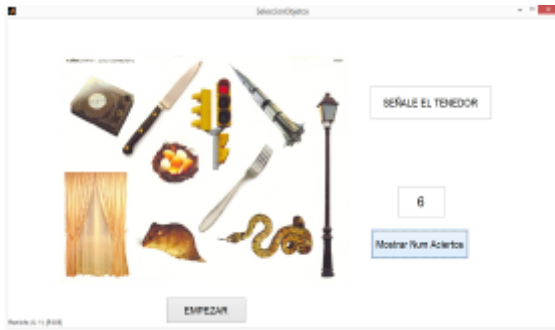 SeleccionObjetos
SEÑALE EL TENEDOR
6
Mostrar Num Aciertos
EMPEZAR